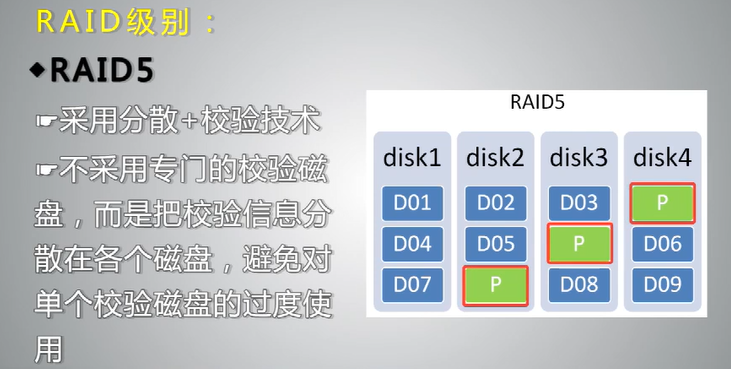 RAID级别：
◆RAID5
☛采用分散+校验技术
☛不采用专门的校验磁
盘，而是把校验信息分
散在各个磁盘，避免对
单个校验磁盘的过度使
用
RAID5
disk1 disk2 disk3 disk4
D01 D02 D03 P
D04 D05 P D06
D07 P D08 D09